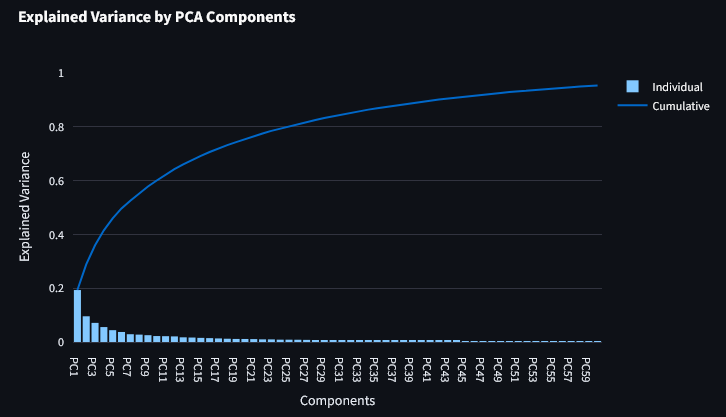 Explained Variance by PCA Components
1
0.8
0.6
0.4
0.2
0
Explained Variance
PC1
PC3
PC5
PC7
PC9
PC11
PC13
PC15
PC17
PC19
PC21
PC23
PC25
PC27
PC29
PC31
PC33
PC35
PC37
PC39
PC41
PC43
PC45
PC47
PC49
PC51
PC53
PC55
PC57
PC59
Components
Individual
Cumulative